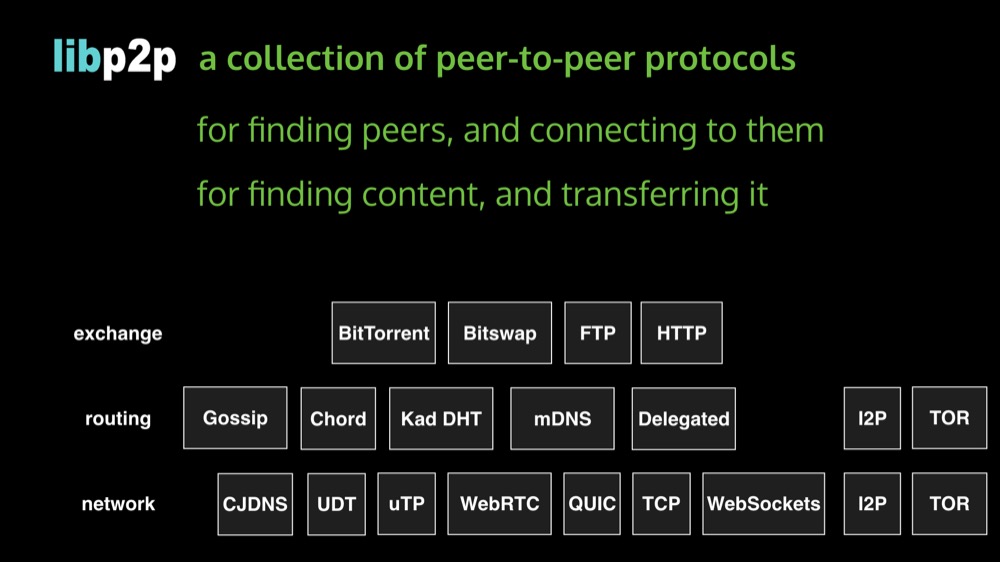 libp2p a collection of peer-to-peer protocols
for finding peers, and connecting to them
for finding content, and transferring it
exchange BitTorrent Bitswap FTP HTTP
routing Gossip Chord Kad DHT mDNS Delegated I2P TOR
network CJDNS UDT uTP WebRTC QUIC TCP WebSockets I2P TOR